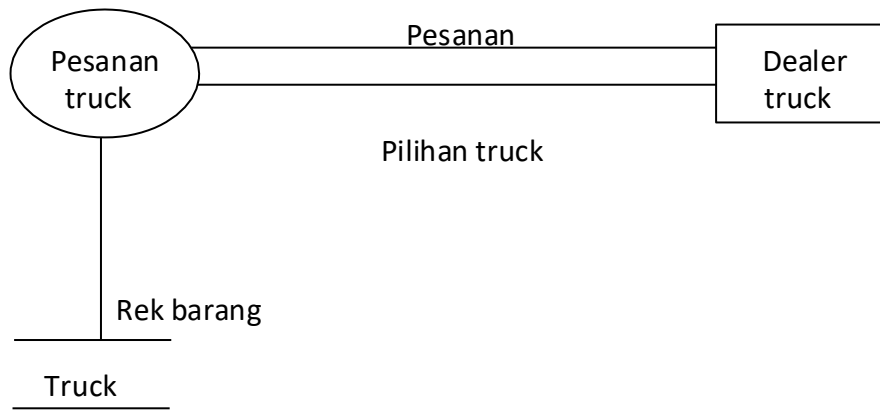 Pesanan
Pesanan
truck
Dealer
truck
Pilihan truck
Rek barang
Truck